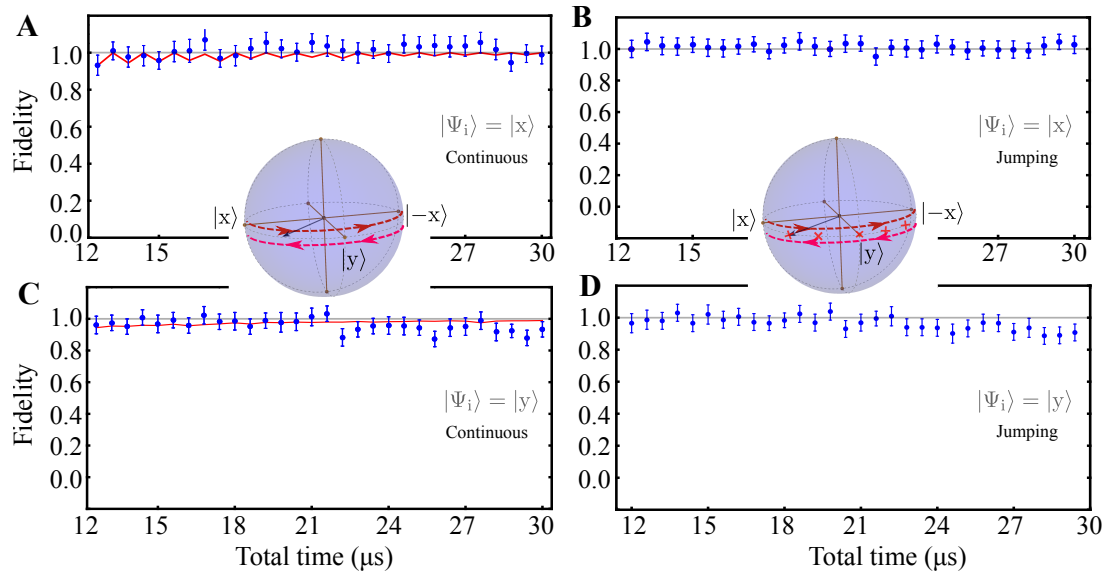 A
Fidelity
1.0
1.0
0.8
0.6
0.4
0.2
0.0
12
27
30
|Ψi⟩ = |x⟩
Continuous
|x⟩
|−x⟩
|y⟩
B
1.0
0.8
0.6
0.4
0.2
0.0
12
27
30
|Ψi⟩ = |x⟩
Jumping
|x⟩
|−x⟩
|y⟩
C
Fidelity
1.0
0.8
0.6
0.4
0.2
0.0
12
15
18
21
24
27
30
Total time (μs)
|Ψi⟩ = |y⟩
Continuous
D
1.0
0.8
0.6
0.4
0.2
0.0
12
15
18
21
24
27
30
Total time (μs)
|Ψi⟩ = |y⟩
Jumping